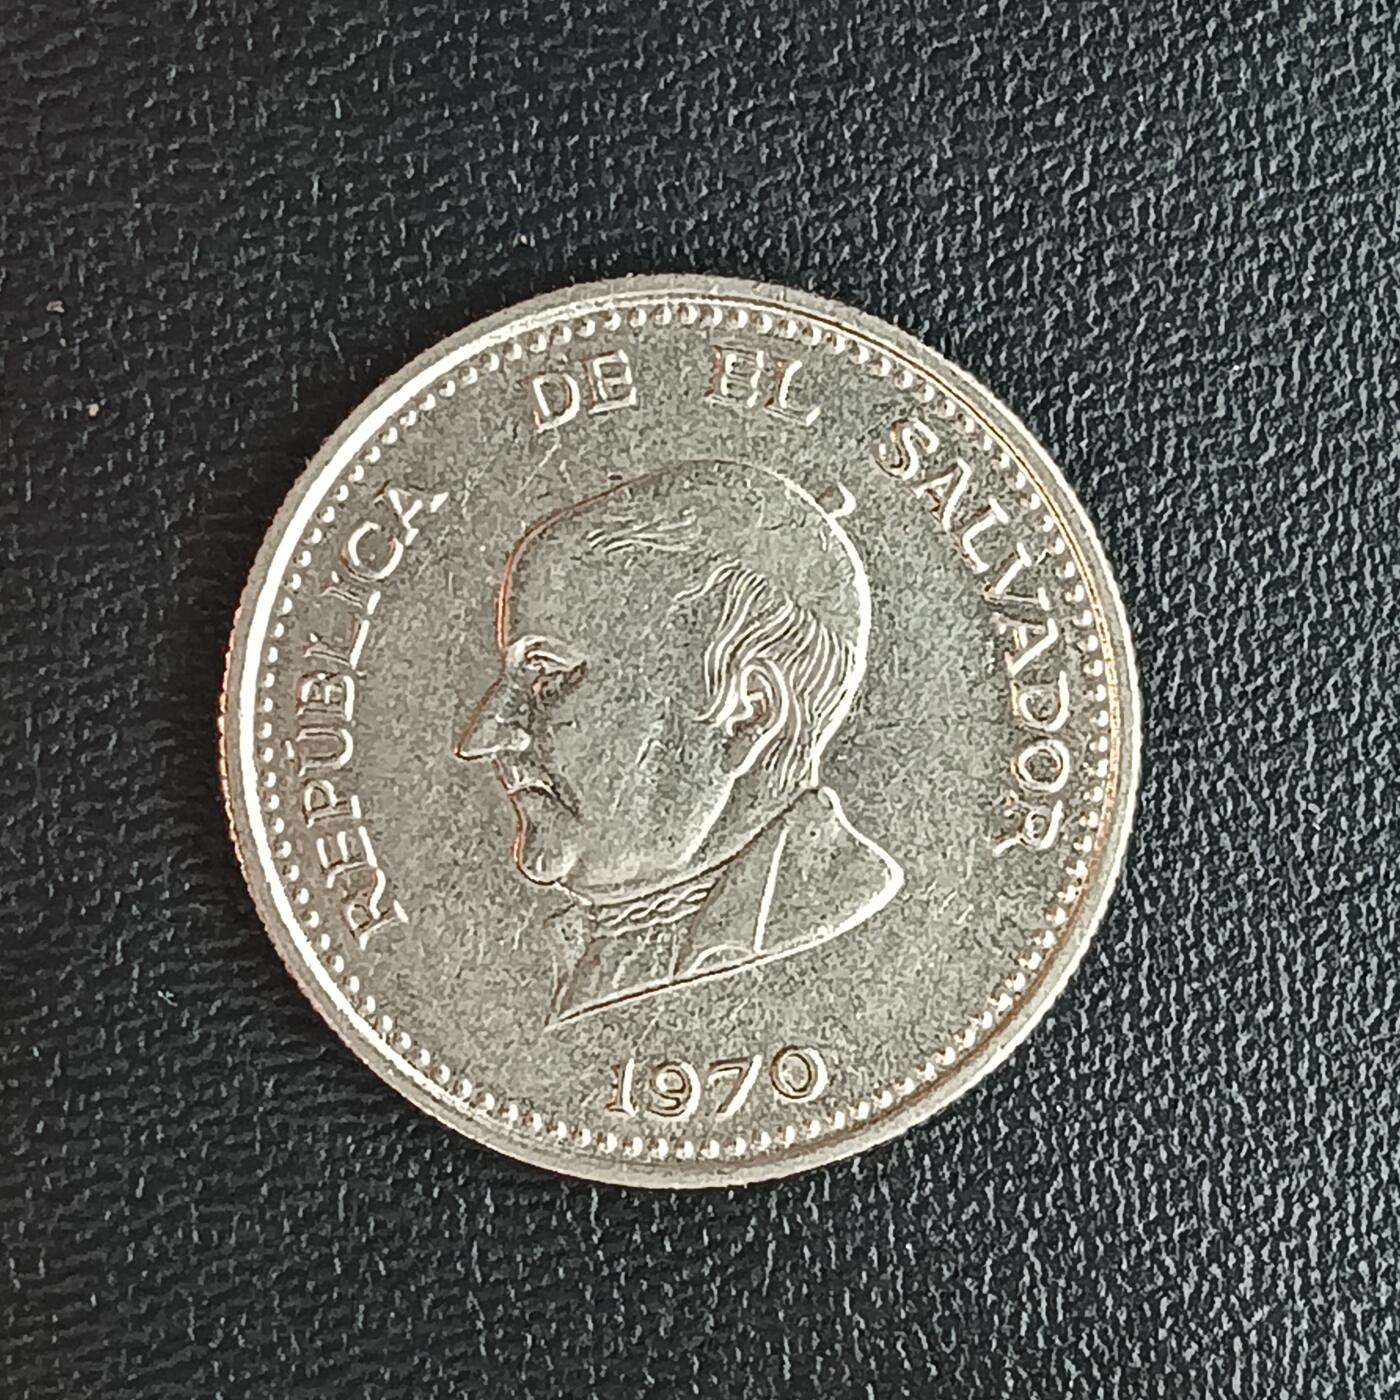 REPÚBLICA DE EL SALVADOR
1970